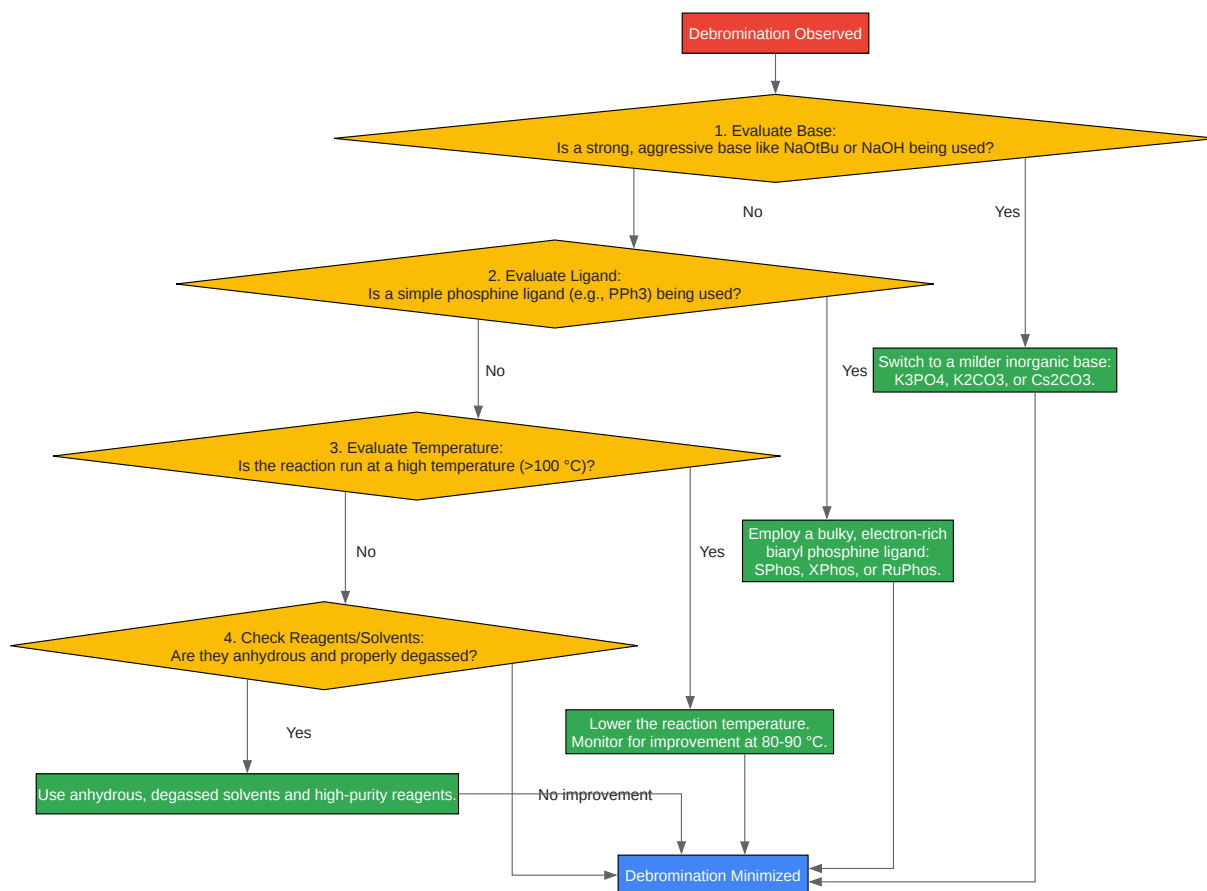 Debromination Observed
1. Evaluate Base:
Is a strong, aggressive base like NaOtBu or NaOH being used?
No
Yes
2. Evaluate Ligand:
Is a simple phosphine ligand (e.g., PPh3) being used?
No
Yes
Switch to a milder inorganic base:
K3PO4, K2CO3, or Cs2CO3.
3. Evaluate Temperature:
Is the reaction run at a high temperature (>100 °C)?
No
Yes
Employ a bulky, electron-rich
biaryl phosphine ligand:
SPhos, XPhos, or RuPhos.
4. Check Reagents/Solvents:
Are they anhydrous and properly degassed?
Yes
Lower the reaction temperature.
Monitor for improvement at 80-90 °C.
Use anhydrous, degassed solvents and high-purity reagents.
No improvement
Debromination Minimized